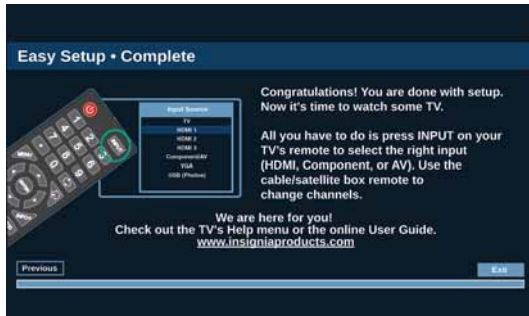 Easy Setup • Complete
Input Source
TV
HDMI 1
HDMI 2
HDMI 3
Component/AV
VGA
USB (Photos)
MENU
INPUT
INFO
Congratulations! You are done with setup.
Now it's time to watch some TV.
All you have to do is press INPUT on your
TV's remote to select the right input
(HDMI, Component, or AV). Use the
cable/satellite box remote to
change channels.
We are here for you!
Check out the TV's Help menu or the online User Guide.
www.insigniaproducts.com
Previous
Exit